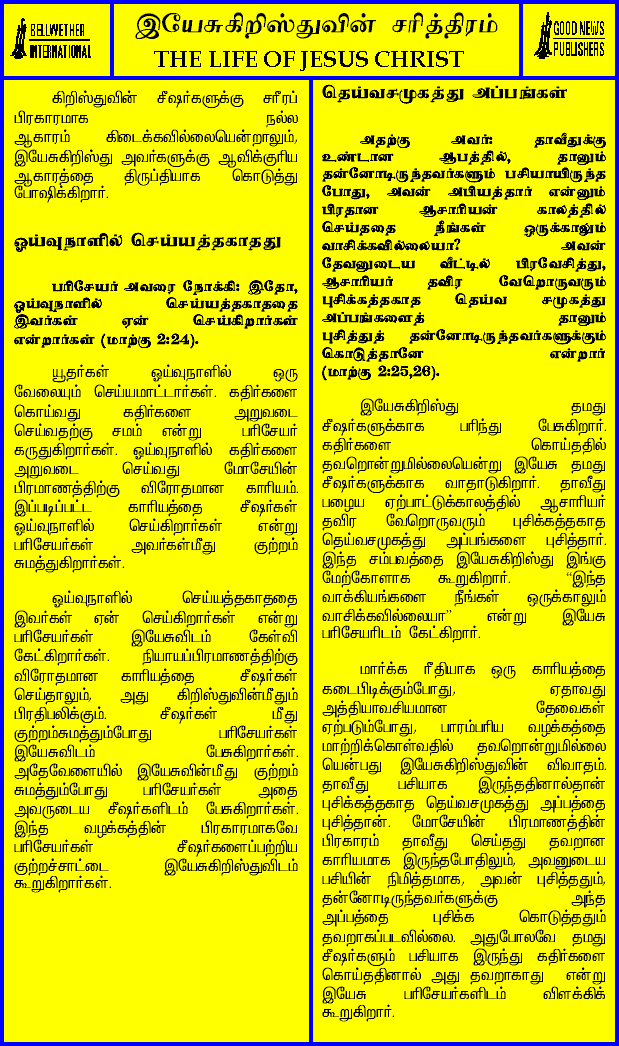 BELLWETHER
INTERNATIONAL
இயேசுகிறிஸ்துவின் சரித்திரம்
THE LIFE OF JESUS CHRIST
GOOD NEWS
PUBLISHERS
கிறிஸ்துவின் சீஷர்களுக்கு சரீரப்
பிரகாரமாக நல்ல
ஆகாரம் கிடைக்கவில்லையென்றாலும்,
இயேசுகிறிஸ்து அவர்களுக்கு ஆவிக்குரிய
ஆகாரத்தை திருப்தியாக கொடுத்து
போஷிக்கிறார்.
ஓய்வுநாளில் செய்யத்தகாதது
பரிசேயர் அவரை நோக்கி: இதோ,
ஓய்வுநாளில் செய்யத்தகாததை
இவர்கள் ஏன் செய்கிறார்கள்
என்றார்கள் (மாற்கு 2:24).
யூதர்கள் ஓய்வுநாளில் ஒரு
வேலையும் செய்யமாட்டார்கள். கதிர்களை
கொய்வது கதிர்களை அறுவடை
செய்வதற்கு சமம் என்று பரிசேயர்
கருதுகிறார்கள். ஓய்வுநாளில் கதிர்களை
அறுவடை செய்வது மோசேயின்
பிரமாணத்திற்கு விரோதமான காரியம்.
இப்படிப்பட்ட காரியத்தை சீஷர்கள்
ஓய்வுநாளில் செய்கிறார்கள் என்று
பரிசேயர்கள் அவர்கள்மீது குற்றம்
சுமத்துகிறார்கள்.
ஓய்வுநாளில் செய்யத்தகாததை
இவர்கள் ஏன் செய்கிறார்கள் என்று
பரிசேயர்கள் இயேசுவிடம் கேள்வி
கேட்கிறார்கள். நியாயப்பிரமாணத்திற்கு
விரோதமான காரியத்தை சீஷர்கள்
செய்தாலும், அது கிறிஸ்துவின்மீதும்
பிரதிபலிக்கும். சீஷர்கள் மீது
குற்றம்சுமத்தும்போது பரிசேயர்கள்
இயேசுவிடம் பேசுகிறார்கள்.
அதேவேளையில் இயேசுவின்மீது குற்றம்
சுமத்தும்போது பரிசேயர்கள் அதை
அவருடைய சீஷர்களிடம் பேசுகிறார்கள்.
இந்த வழக்கத்தின் பிரகாரமாகவே
பரிசேயர்கள் சீஷர்களைப்பற்றிய
குற்றச்சாட்டை இயேசுகிறிஸ்துவிடம்
கூறுகிறார்கள்.
தெய்வசமுகத்து அப்பங்கள்
அதற்கு அவர்: தாவீதுக்கு
உண்டான ஆபத்தில், தானும்
தன்னோடிருந்தவர்களும் பசியாயிருந்த
போது, அவன் அபியத்தார் என்னும்
பிரதான ஆசாரியன் காலத்தில்
செய்ததை நீங்கள் ஒருக்காலும்
வாசிக்கவில்லையா? அவன்
தேவனுடைய வீட்டில் பிரவேசித்து,
ஆசாரியர் தவிர வேறொருவரும்
புசிக்கத்தகாத தெய்வ சமுகத்து
அப்பங்களைத் தானும்
புசித்துத் தன்னோடிருந்தவர்களுக்கும்
கொடுத்தானே என்றார்
(மாற்கு 2:25,26).
இயேசுகிறிஸ்து தமது
சீஷர்களுக்காக பரிந்து பேசுகிறார்.
கதிர்களை கொய்ததில்
தவறொன்றுமில்லையென்று இயேசு தமது
சீஷர்களுக்காக வாதாடுகிறார். தாவீது
பழைய ஏற்பாட்டுக்காலத்தில் ஆசாரியர்
தவிர வேறொருவரும் புசிக்கத்தகாத
தெய்வசமுகத்து அப்பங்களை புசித்தார்.
இந்த சம்பவத்தை இயேசுகிறிஸ்து இங்கு
மேற்கோளாக கூறுகிறார். “இந்த
வாக்கியங்களை நீங்கள் ஒருக்காலும்
வாசிக்கவில்லையா” என்று இயேசு
பரிசேயரிடம் கேட்கிறார்.
மார்க்க ரீதியாக ஒரு காரியத்தை
கடைபிடிக்கும்போது, ஏதாவது
அத்தியாவசியமான தேவைகள்
ஏற்படும்போது, பாரம்பரிய வழக்கத்தை
மாற்றிக்கொள்வதில் தவறொன்றுமில்லை
யென்பது இயேசுகிறிஸ்துவின் விவாதம்.
தாவீது பசியாக இருந்ததினால்தான்
புசிக்கத்தகாத தெய்வசமுகத்து அப்பத்தை
புசித்தான். மோசேயின் பிரமாணத்தின்
பிரகாரம் தாவீது செய்தது தவறான
காரியமாக இருந்தபோதிலும், அவனுடைய
பசியின் நிமித்தமாக, அவன் புசித்ததும்,
தன்னோடிருந்தவர்களுக்கு அந்த
அப்பத்தை புசிக்க கொடுத்ததும்
தவறாகப்படவில்லை. அதுபோலவே தமது
சீஷர்களும் பசியாக இருந்து கதிர்களை
கொய்ததினால் அது தவறாகாது என்று
இயேசு பரிசேயர்களிடம் விளக்கிக்
கூறுகிறார்.